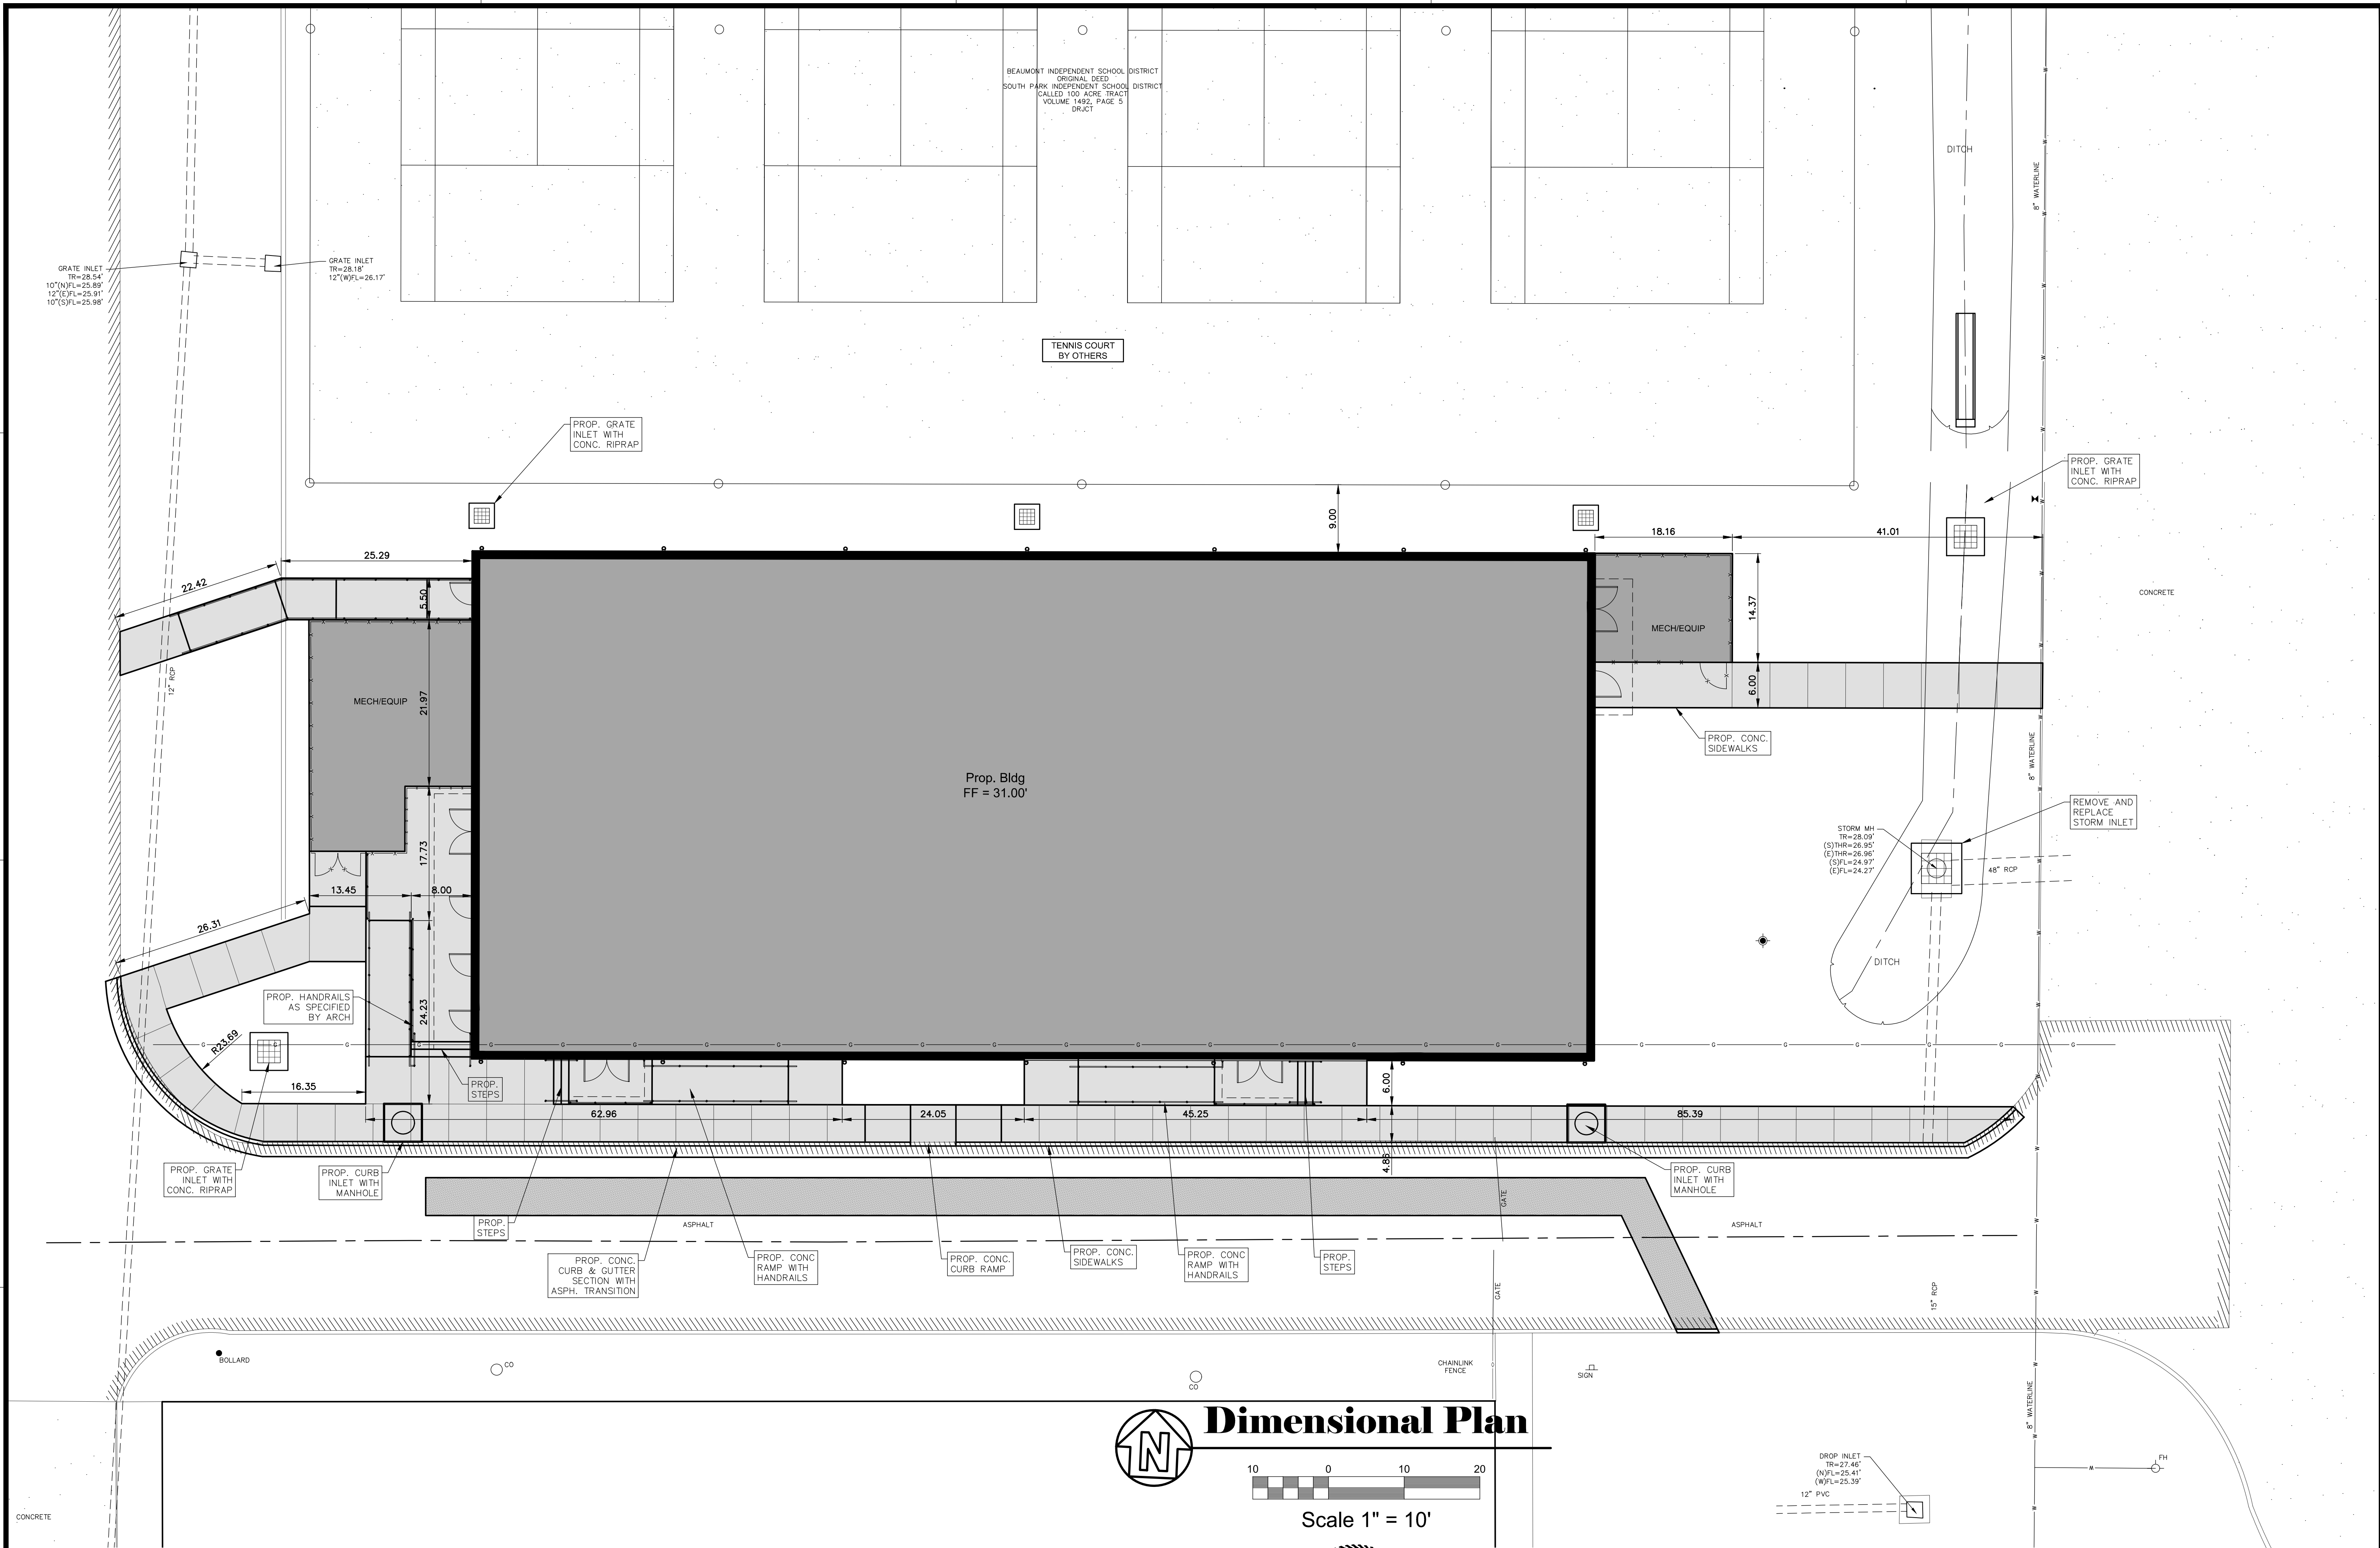 BEAUMONT INDEPENDENT SCHOOL DISTRICT
ORIGINAL DEED
SOUTH PARK INDEPENDENT SCHOOL DISTRICT
CALLED 100 ACRE TRACT
VOLUME 1492, PAGE 5
DRJCT
DITCH
8" WATERLINE
GRATE INLET
TR=28.54'
10"(N)FL=25.89'
12"(E)FL=25.91'
10"(S)FL=25.98'
GRATE INLET
TR=28.18'
12"(W)FL=26.17'
TENNIS COURT
BY OTHERS
PROP. GRATE
INLET WITH
CONC. RIPRAP
PROP. GRATE
INLET WITH
CONC. RIPRAP
9.00
18.16
41.01
25.29
22.42
5.50
14.37
CONCRETE
MECH/EQUIP
12" RCP
MECH/EQUIP
21.97
6.00
PROP. CONC.
SIDEWALKS
8" WATERLINE
Prop. Bldg
FF = 31.00'
REMOVE AND
REPLACE
STORM INLET
STORM MH
TR=28.09'
(S)THR=26.95'
(E)THR=26.96'
(S)FL=24.97'
(E)FL=24.27'
48" RCP
17.73
13.45
8.00
26.31
DITCH
PROP. HANDRAILS
AS SPECIFIED
BY ARCH
24.23
R23.69
G G G G G G G G G G G G G G G G G G G G G G G G G G G
16.35
PROP.
STEPS
6.00
62.96
24.05
45.25
85.39
4.86
PROP. GRATE
INLET WITH
CONC. RIPRAP
PROP. CURB
INLET WITH
MANHOLE
PROP. CURB
INLET WITH
MANHOLE
GATE
PROP.
STEPS
ASPHALT
ASPHALT
PROP. CONC.
CURB & GUTTER
SECTION WITH
ASPH. TRANSITION
PROP. CONC
RAMP WITH
HANDRAILS
PROP. CONC.
CURB RAMP
PROP. CONC.
SIDEWALKS
PROP. CONC
RAMP WITH
HANDRAILS
PROP.
STEPS
GATE
15" RCP
BOLLARD
CO
CO
CHAINLINK
FENCE
SIGN
8" WATERLINE
N
Dimensional Plan
10 0 10 20
Scale 1" = 10'
DROP INLET
TR=27.46'
(N)FL=25.41'
(W)FL=25.39'
12" PVC
W
FH
CONCRETE